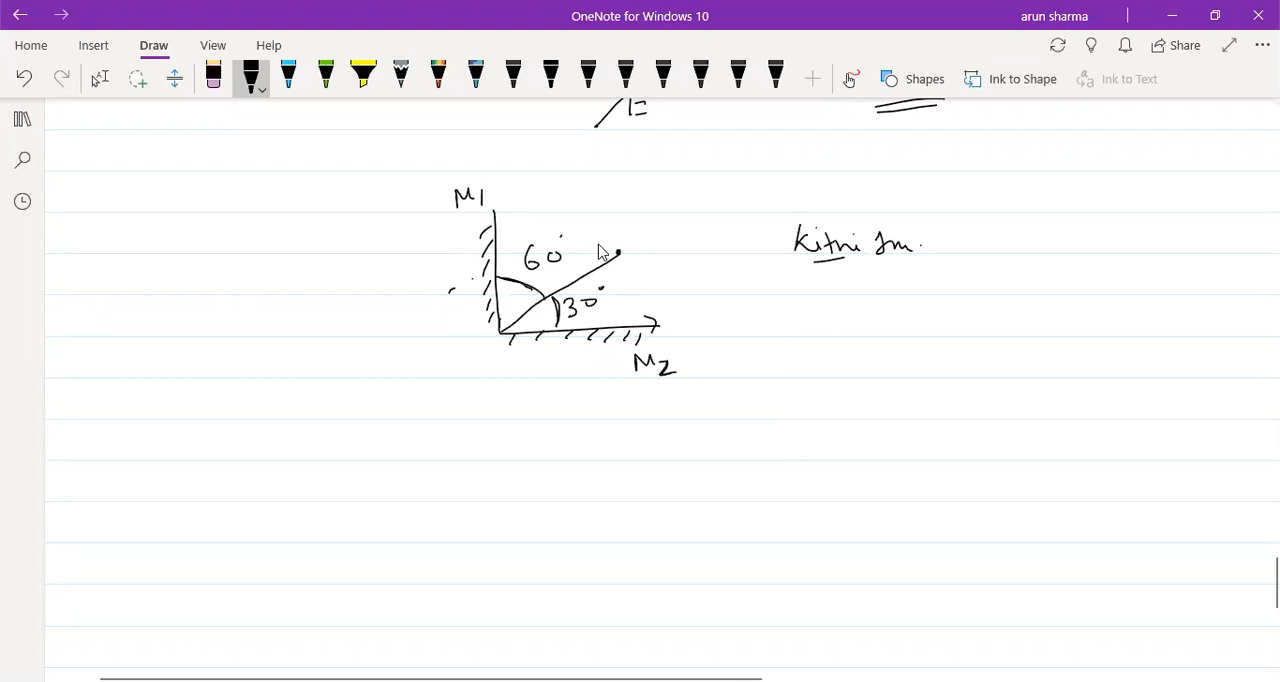 OneNote for Windows 10
arun sharma
Home Insert Draw View Help
Share
Shapes Ink to Shape Ink to Text
M1
60°
30°
M2
Kitni Im.